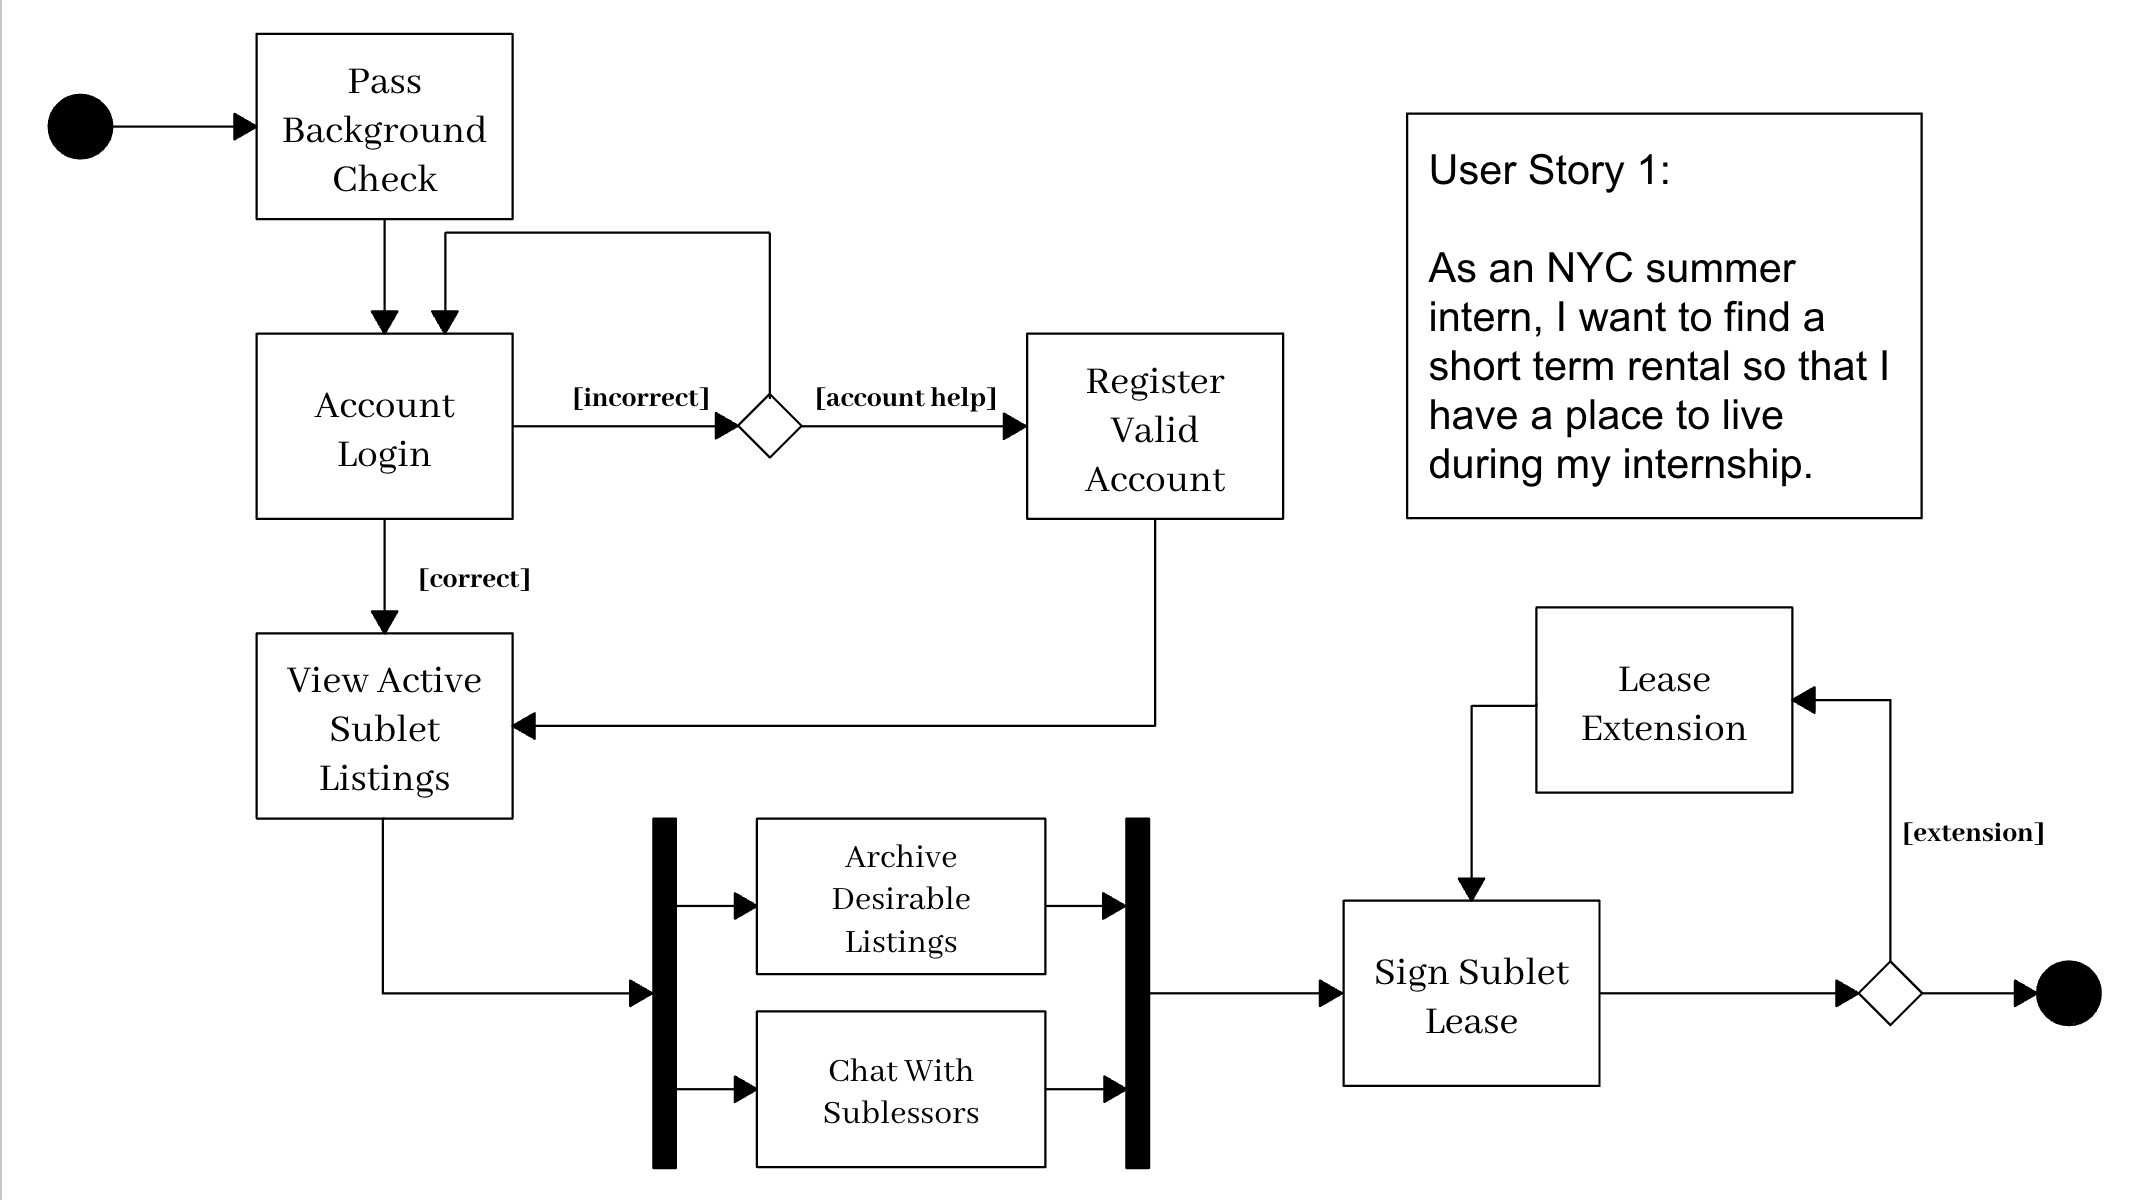 Pass
Background
Check
User Story 1:
As an NYC summer
intern, I want to find a
short term rental so that I
have a place to live
during my internship.
Account
Login
[incorrect]
[account help]
Register
Valid
Account
[correct]
View Active
Sublet
Listings
Lease
Extension
[extension]
Archive
Desirable
Listings
Chat With
Sublessors
Sign Sublet
Lease